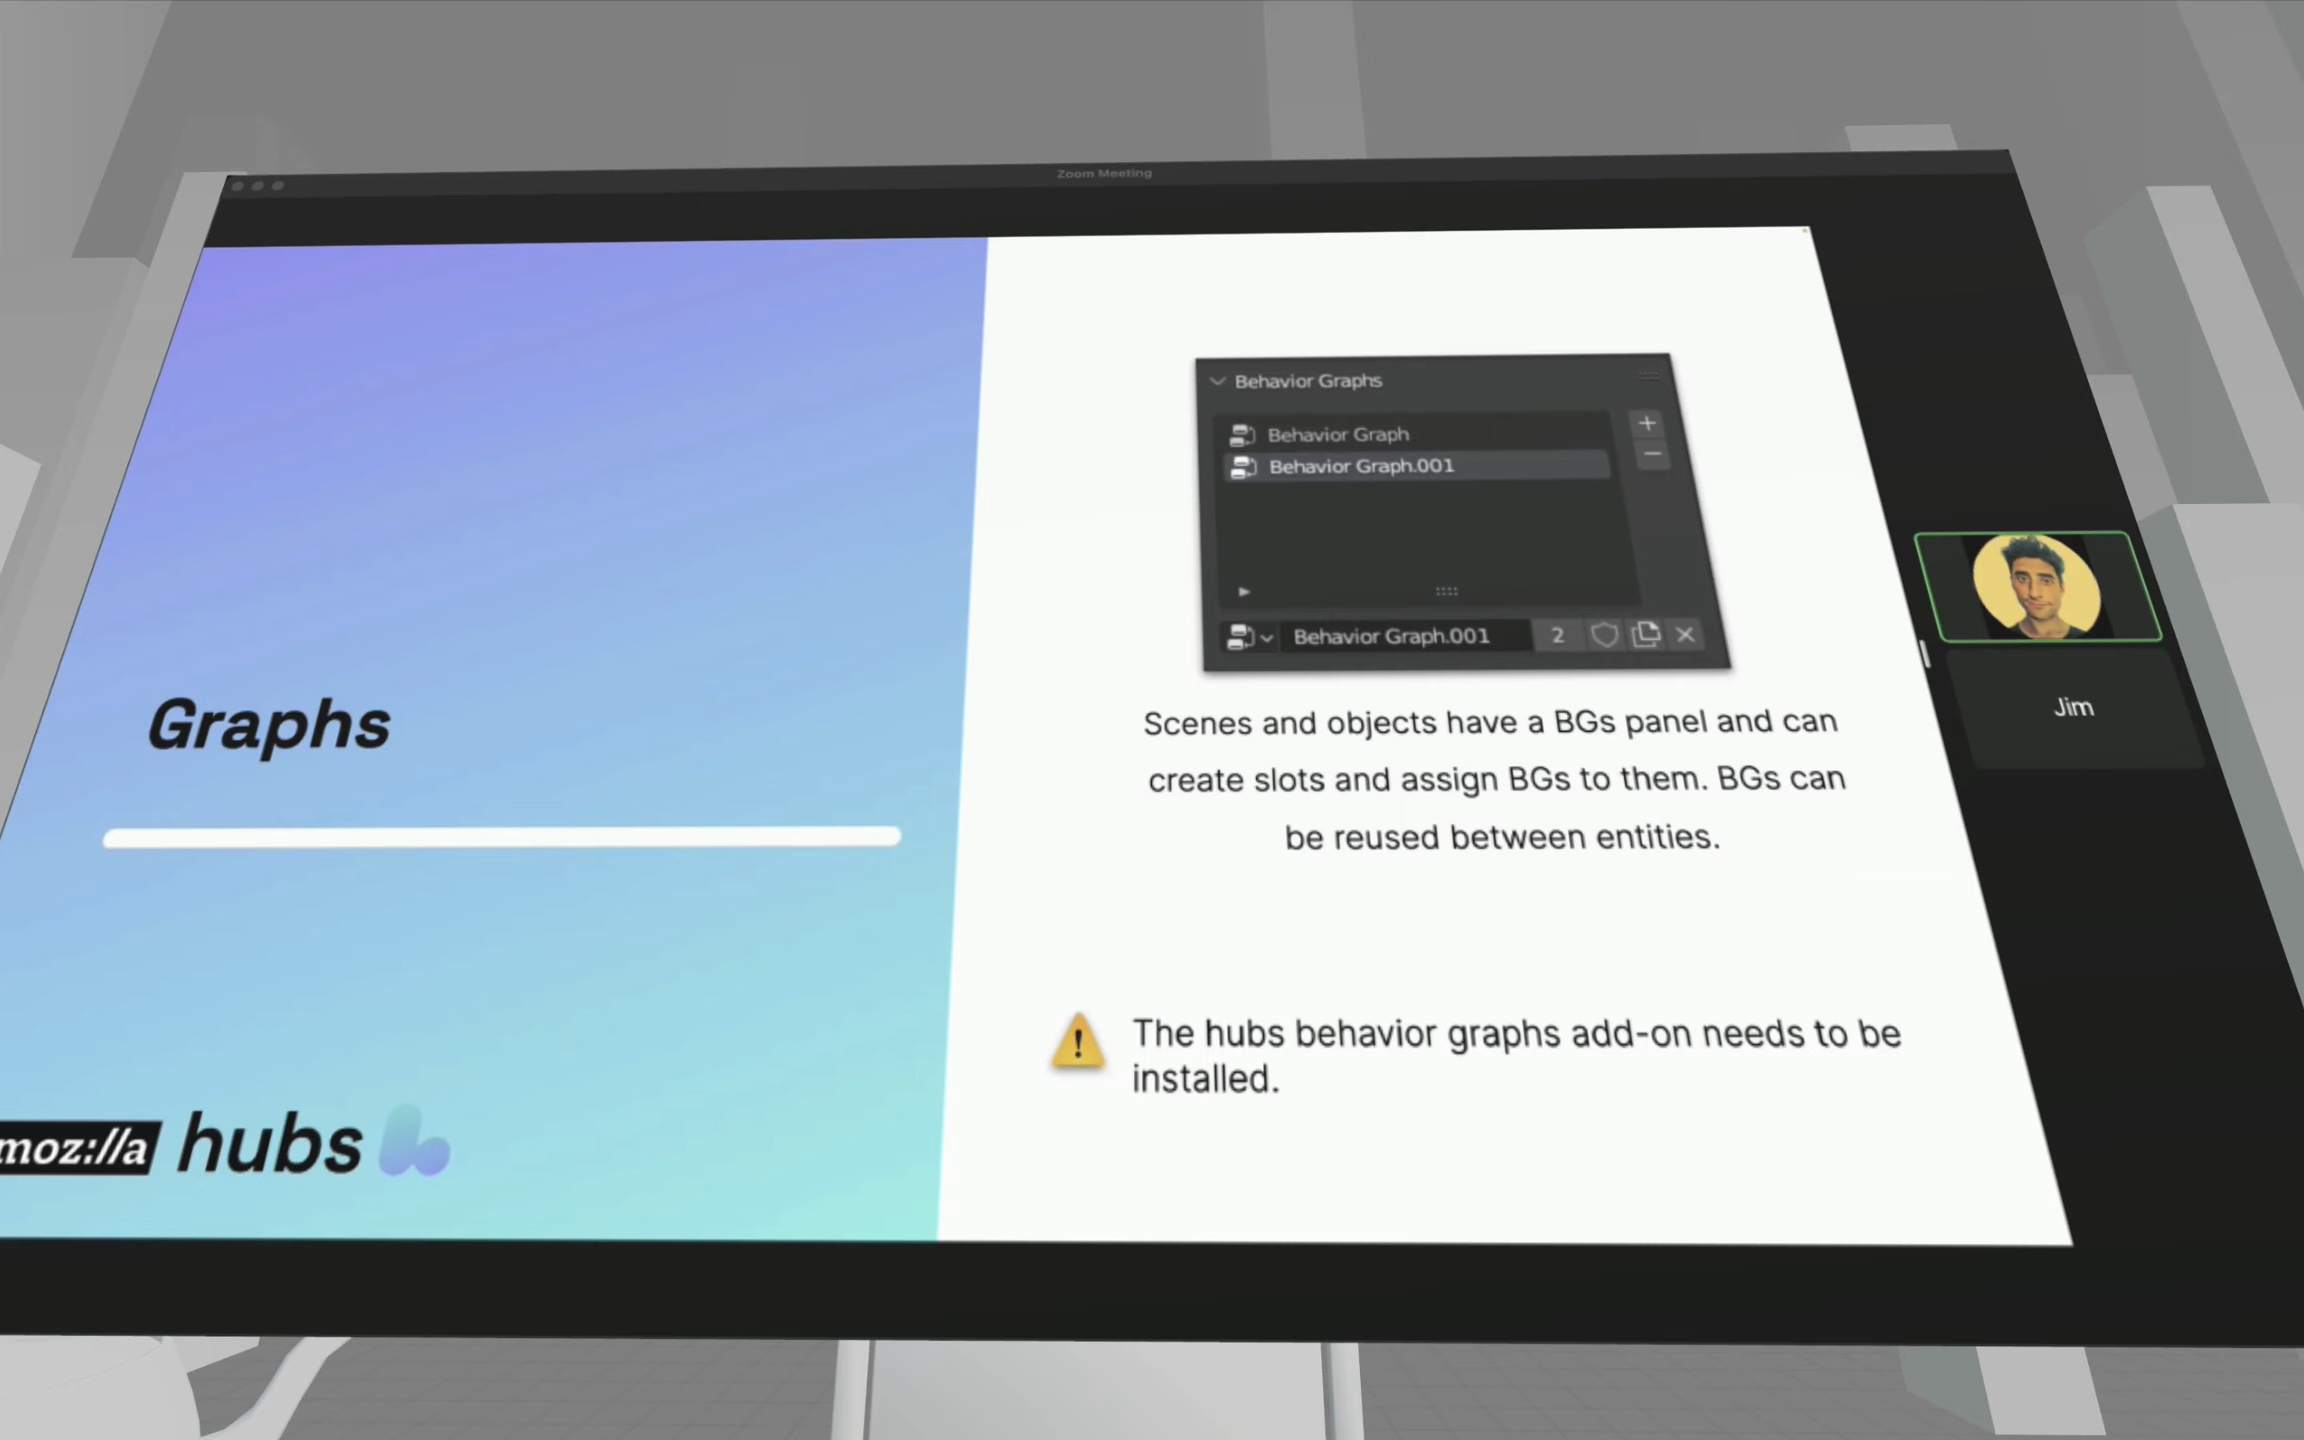 Zoom Meeting
Graphs
moz://a hubs
Behavior Graphs
Behavior Graph
Behavior Graph.001
Behavior Graph.001 2
Scenes and objects have a BGs panel and can
create slots and assign BGs to them. BGs can
be reused between entities.
The hubs behavior graphs add-on needs to be
installed.
Jim